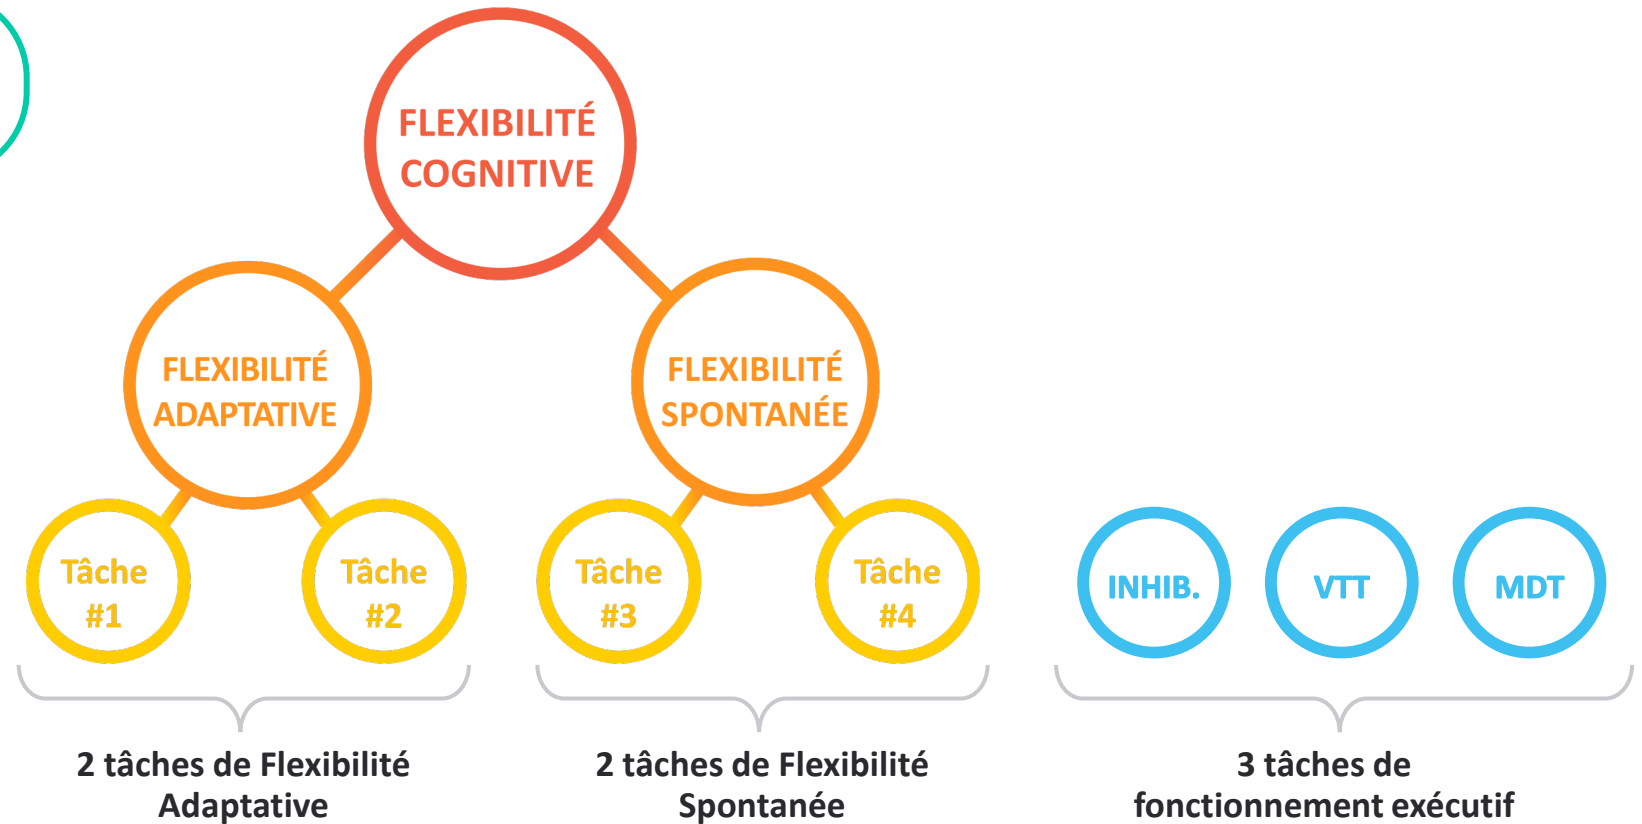 FLEXIBILITÉ
COGNITIVE
FLEXIBILITÉ
ADAPTATIVE
FLEXIBILITÉ
SPONTANÉE
Tâche
#1
Tâche
#2
Tâche
#3
Tâche
#4
INHIB.
VTT
MDT
2 tâches de Flexibilité
Adaptative
2 tâches de Flexibilité
Spontanée
3 tâches de
fonctionnement exécutif